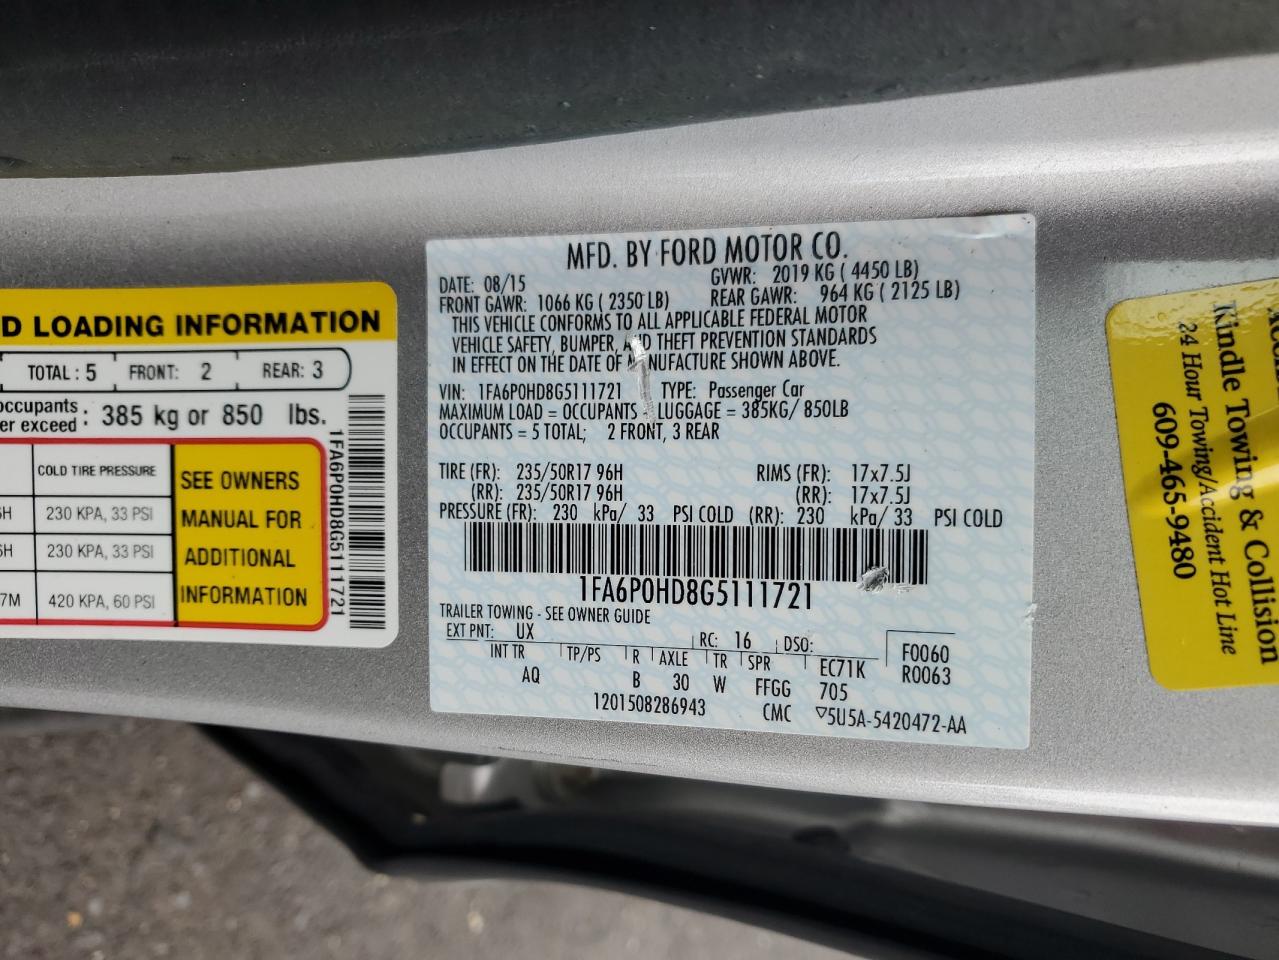 D LOADING INFORMATION
TOTAL : 5 FRONT: 2 REAR: 3
occupants
er exceed : 385 kg or 850 lbs.
COLD TIRE PRESSURE
6H 230 KPA, 33 PSI
6H 230 KPA, 33 PSI
7M 420 KPA, 60 PSI
SEE OWNERS
MANUAL FOR
ADDITIONAL
INFORMATION
1FA6P0HD8G5111721
MFD. BY FORD MOTOR CO.
DATE: 08/15 GVWR: 2019 KG ( 4450 LB)
FRONT GAWR: 1066 KG ( 2350 LB) REAR GAWR: 964 KG ( 2125 LB)
THIS VEHICLE CONFORMS TO ALL APPLICABLE FEDERAL MOTOR
VEHICLE SAFETY, BUMPER, AND THEFT PREVENTION STANDARDS
IN EFFECT ON THE DATE OF MANUFACTURE SHOWN ABOVE.
VIN: 1FA6P0HD8G5111721 TYPE: Passenger Car
MAXIMUM LOAD = OCCUPANTS + LUGGAGE = 385KG/ 850LB
OCCUPANTS = 5 TOTAL; 2 FRONT, 3 REAR
TIRE (FR): 235/50R17 96H RIMS (FR): 17x7.5J
(RR): 235/50R17 96H (RR): 17x7.5J
PRESSURE (FR): 230 kPa/ 33 PSI COLD (RR): 230 kPa/ 33 PSI COLD
1FA6P0HD8G5111721
TRAILER TOWING - SEE OWNER GUIDE
EXT PNT: UX RC: 16 DSO: F0060
INT TR TP/PS R AXLE TR SPR EC71K R0063
AQ B 30 W FFGG 705
1201508286943 CMC ▽5U5A-5420472-AA
Kindle Towing & Collision
24 Hour Towing/Accident Hot Line
609-465-9480